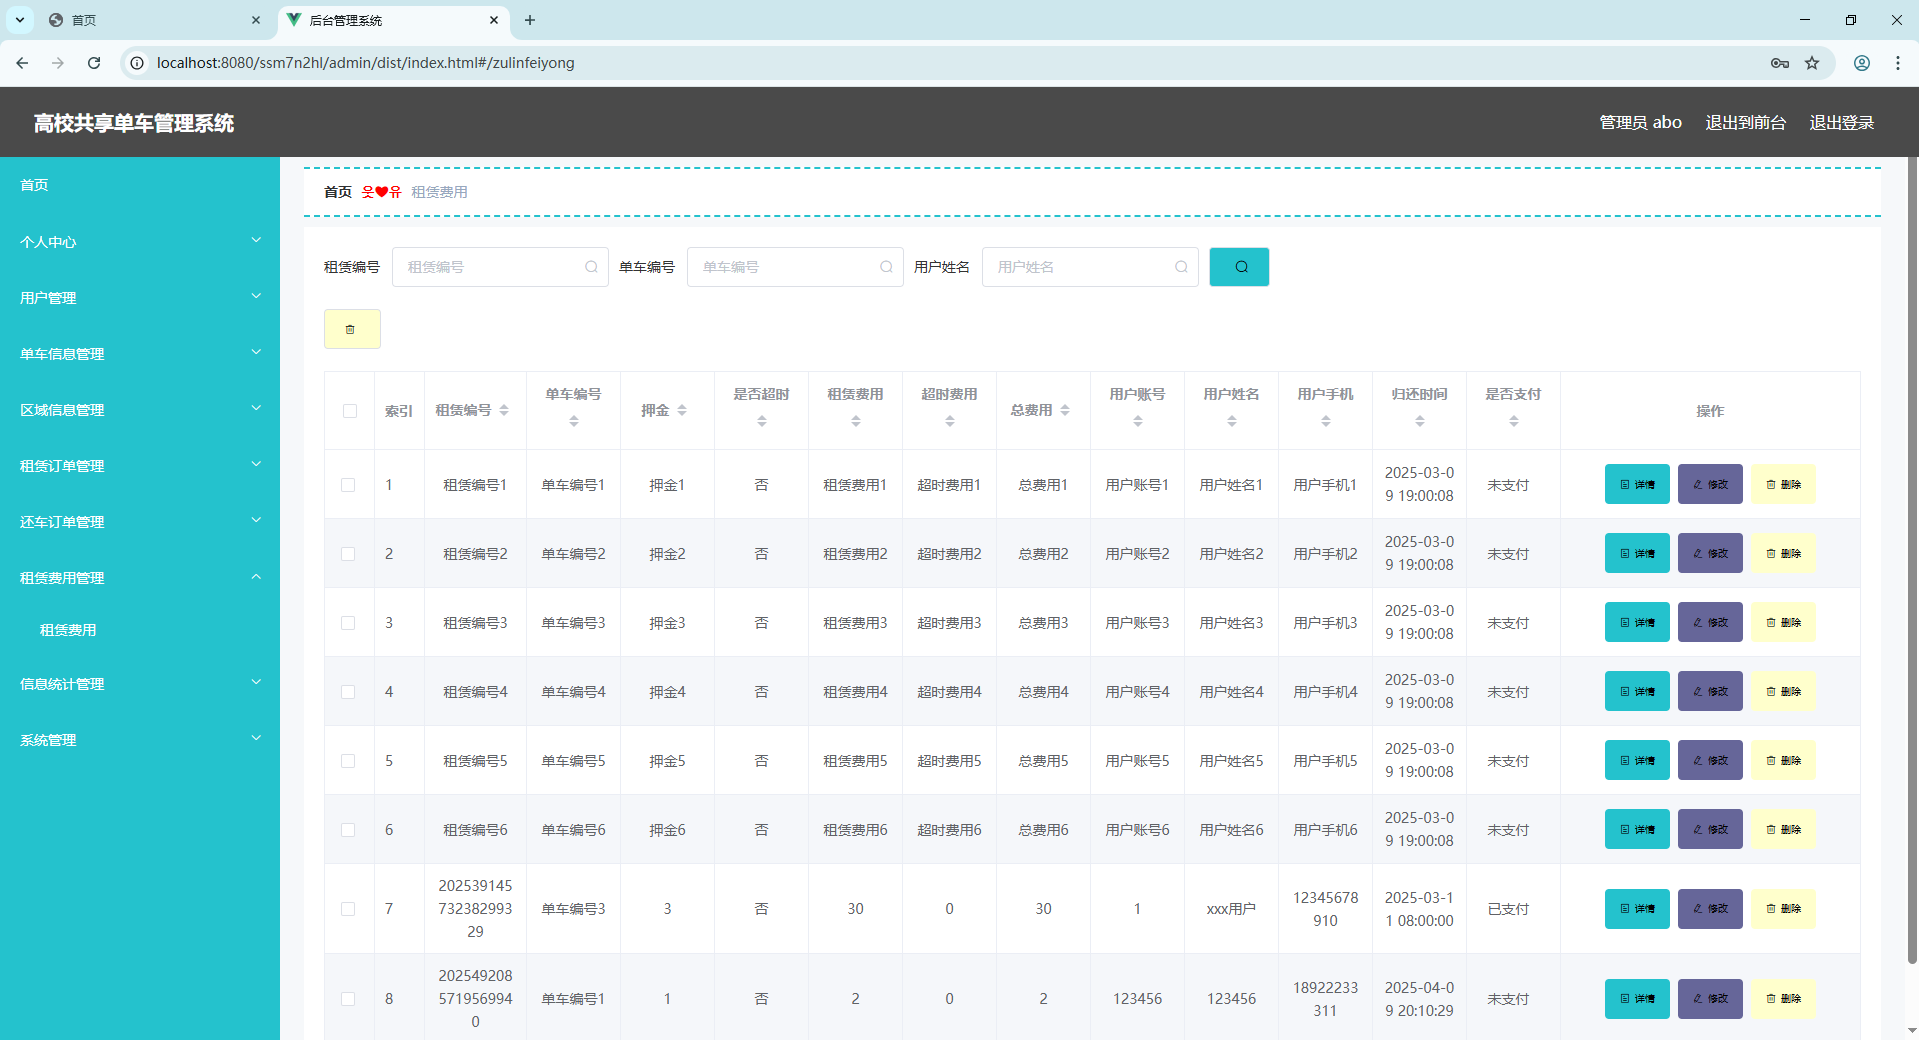 首页
后台管理系统
localhost:8080/ssm7n2hl/admin/dist/index.html#/zulinfeiyong
高校共享单车管理系统
管理员 abo 退出到前台 退出登录
首页
个人中心
用户管理
单车信息管理
区域信息管理
租赁订单管理
还车订单管理
租赁费用管理
租赁费用
信息统计管理
系统管理
首页 웃❤유 租赁费用
租赁编号 租赁编号 单车编号 单车编号 用户姓名 用户姓名
索引 租赁编号 单车编号 押金 是否超时 租赁费用 超时费用 总费用 用户账号 用户姓名 用户手机 归还时间 是否支付 操作
1 租赁编号1 单车编号1 押金1 否 租赁费用1 超时费用1 总费用1 用户账号1 用户姓名1 用户手机1 2025-03-09 19:00:08 未支付 详情 修改 删除
2 租赁编号2 单车编号2 押金2 否 租赁费用2 超时费用2 总费用2 用户账号2 用户姓名2 用户手机2 2025-03-09 19:00:08 未支付 详情 修改 删除
3 租赁编号3 单车编号3 押金3 否 租赁费用3 超时费用3 总费用3 用户账号3 用户姓名3 用户手机3 2025-03-09 19:00:08 未支付 详情 修改 删除
4 租赁编号4 单车编号4 押金4 否 租赁费用4 超时费用4 总费用4 用户账号4 用户姓名4 用户手机4 2025-03-09 19:00:08 未支付 详情 修改 删除
5 租赁编号5 单车编号5 押金5 否 租赁费用5 超时费用5 总费用5 用户账号5 用户姓名5 用户手机5 2025-03-09 19:00:08 未支付 详情 修改 删除
6 租赁编号6 单车编号6 押金6 否 租赁费用6 超时费用6 总费用6 用户账号6 用户姓名6 用户手机6 2025-03-09 19:00:08 未支付 详情 修改 删除
7 20253914573238299329 单车编号3 3 否 30 0 30 1 xxx用户 12345678910 2025-03-11 08:00:00 已支付 详情 修改 删除
8 2025492085719569940 单车编号1 1 否 2 0 2 123456 123456 18922233311 2025-04-09 20:10:29 未支付 详情 修改 删除